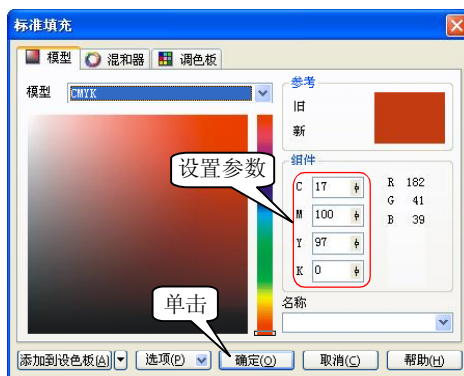 标准填充
模型 混和器 调色板
模型 CMYK
参考
旧
新
设置参数
组件
C 17 R 182
M 100 G 41
Y 97 B 39
K 0
单击
名称
添加到设色板(A) 选项(P) 确定(O) 取消(C) 帮助(H)